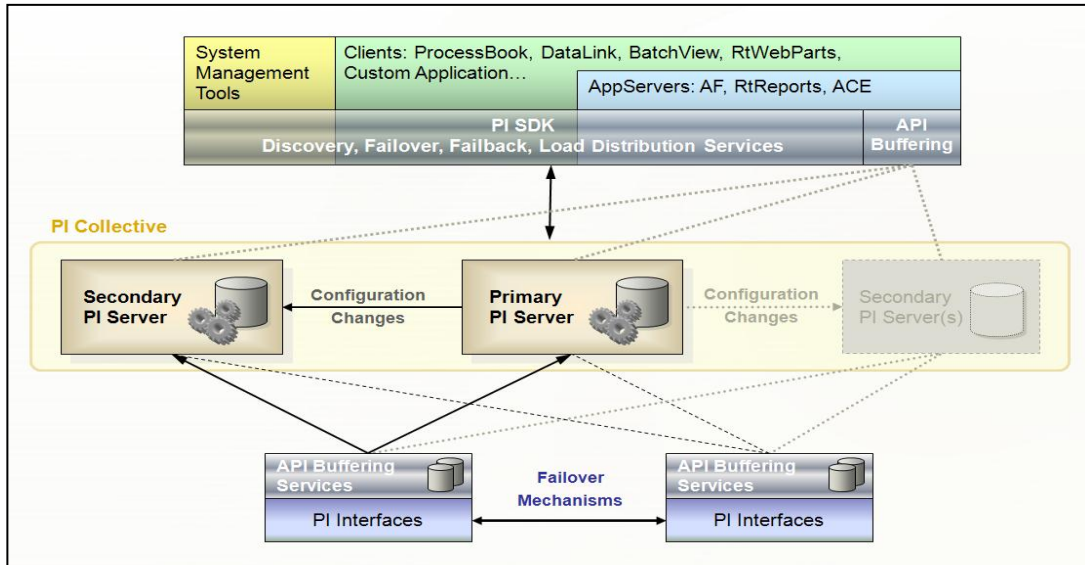 System
Management
Tools
Clients: ProcessBook, DataLink, BatchView, RtWebParts,
Custom Application…
AppServers: AF, RtReports, ACE
PI SDK
Discovery, Failover, Failback, Load Distribution Services
API
Buffering
PI Collective
Secondary
PI Server
Configuration
Changes
Primary
PI Server
Configuration
Changes
Secondary
PI Server(s)
API Buffering
Services
PI Interfaces
Failover
Mechanisms
API Buffering
Services
PI Interfaces